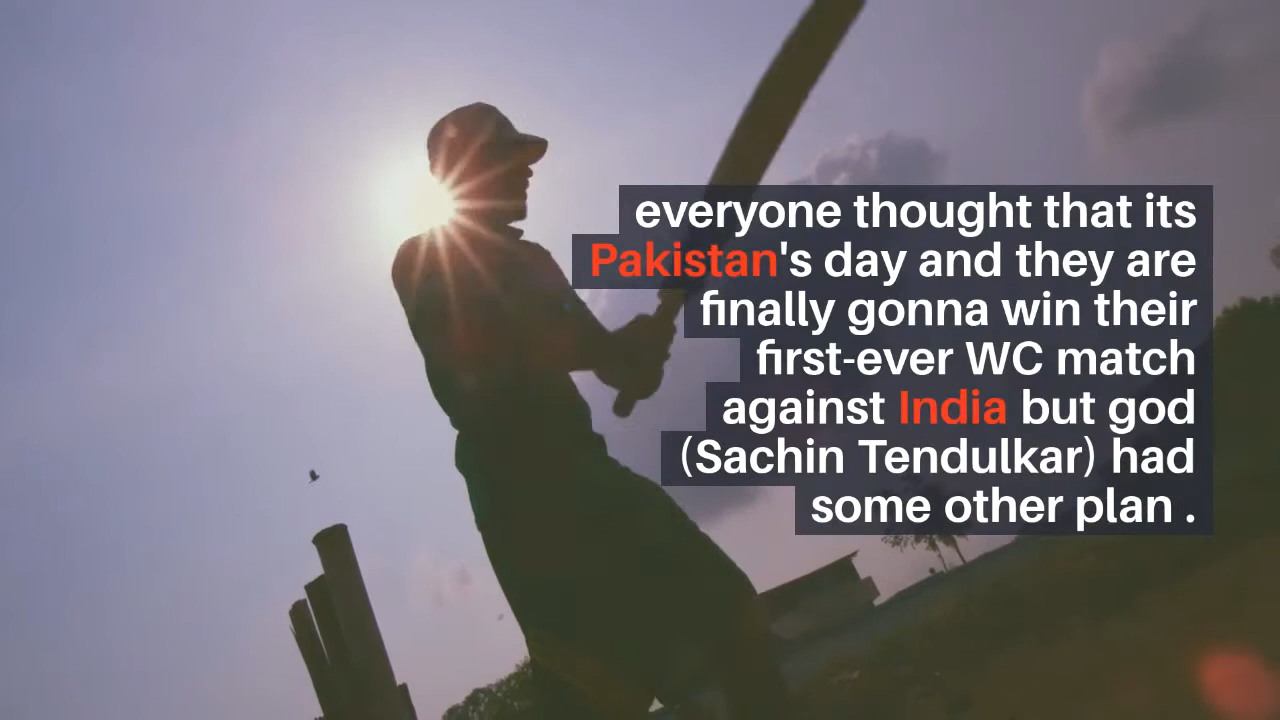 everyone thought that its
Pakistan's day and they are
finally gonna win their
first-ever WC match
against India but god
(Sachin Tendulkar) had
some other plan .